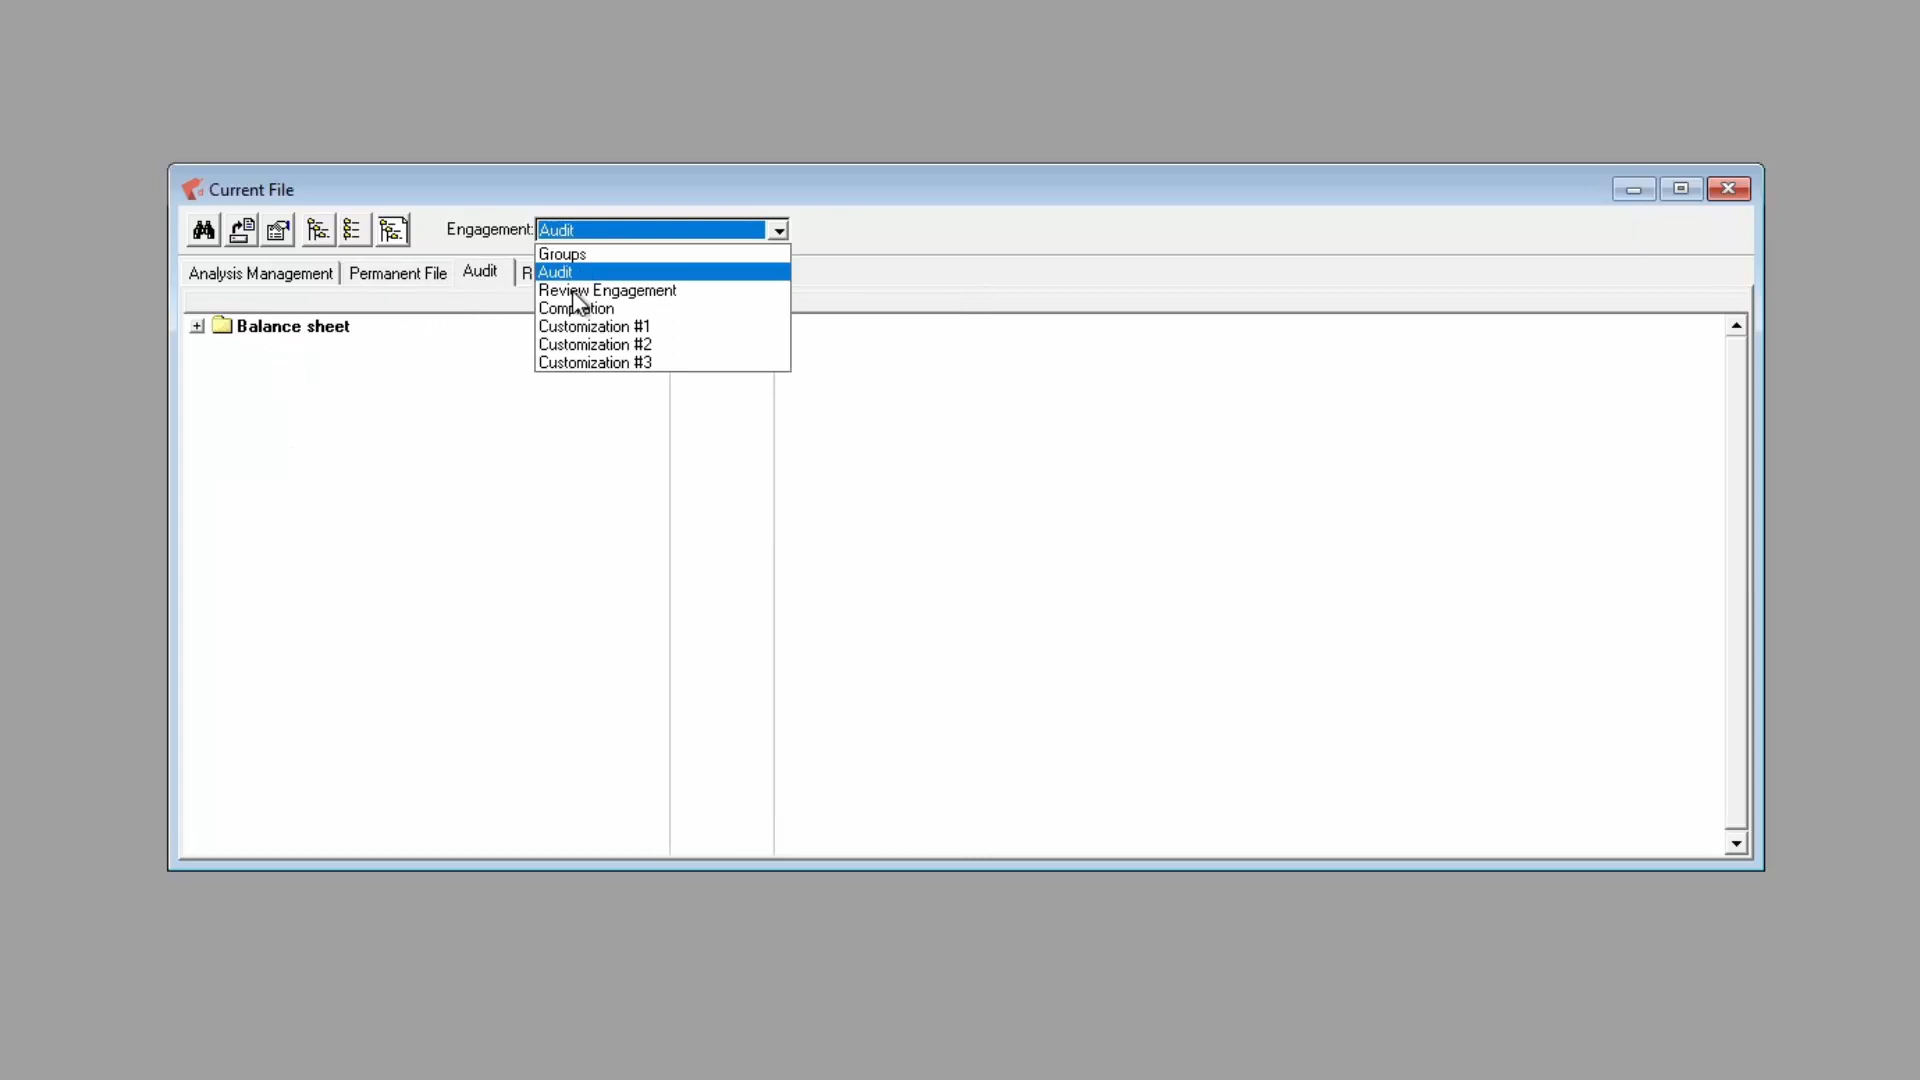 Current File
Engagement: Audit
Groups
Analysis Management Permanent File Audit R Audit
Review Engagement
Compilation
Balance sheet Customization #1
Customization #2
Customization #3